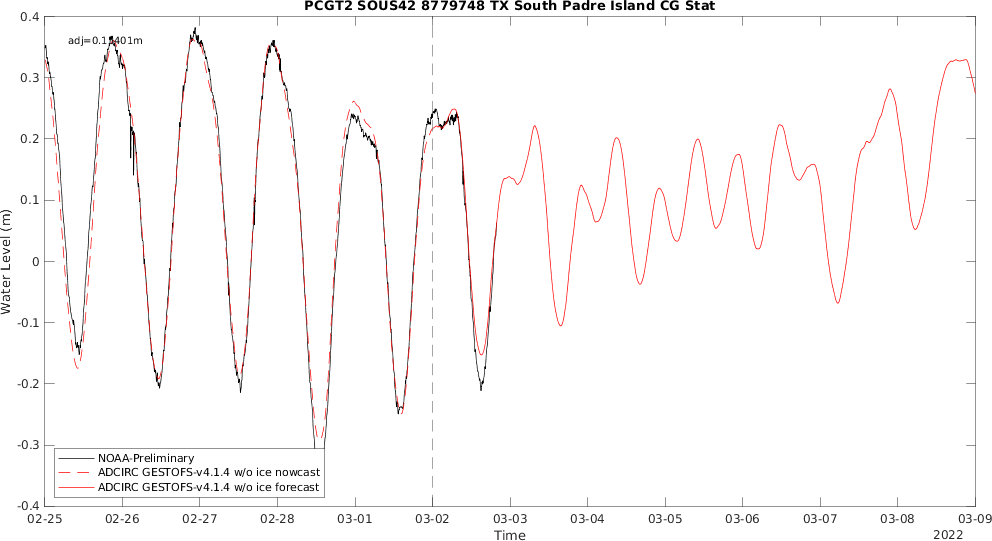 PCGT2 SOUS42 8779748 TX South Padre Island CG Stat
0.4
0.3
0.2
0.1
0
-0.1
-0.2
-0.3
-0.4
Water Level (m)
NOAA-Preliminary
ADCIRC GESTOFS-v4.1.4 w/o ice nowcast
ADCIRC GESTOFS-v4.1.4 w/o ice forecast
02-25 02-26 02-27 02-28 03-01 03-02 03-03 03-04 03-05 03-06 03-07 03-08 03-09
Time
2022